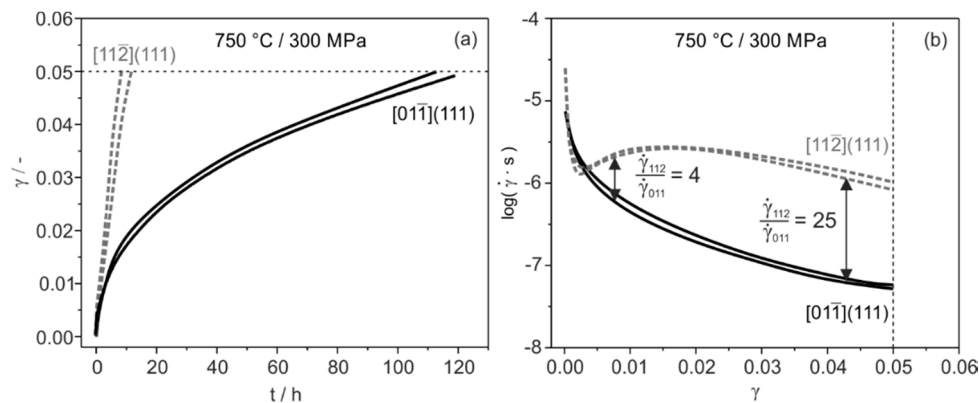 750 °C / 300 MPa
(a)
[112̅](111)
[011̅](111)
0.05
0.04
0.03
0.02
0.01
0.00
γ / -
0 20 40 60 80 100 120
t / h
750 °C / 300 MPa
(b)
[112̅](111)
γ̇₁₁₂
γ̇₀₁₁
= 4
γ̇₁₁₂
γ̇₀₁₁
= 25
[011̅](111)
-4
-5
-6
-7
-8
log( γ̇ · s )
0.00 0.01 0.02 0.03 0.04 0.05 0.06
γ